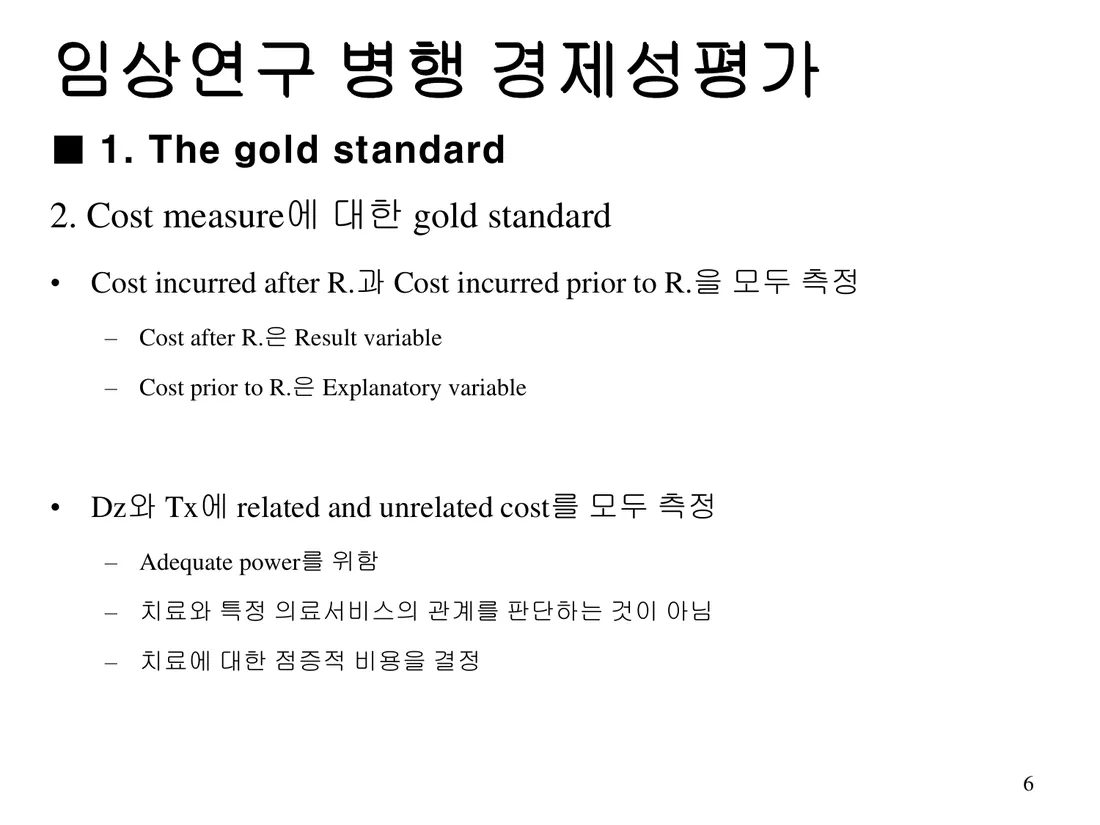 임상연구 병행 경제성평가
■ 1. The gold standard
2. Cost measure에 대한 gold standard
• Cost incurred after R.과 Cost incurred prior to R.을 모두 측정
– Cost after R.은 Result variable
– Cost prior to R.은 Explanatory variable
• Dz와 Tx에 related and unrelated cost를 모두 측정
– Adequate power를 위함
– 치료와 특정 의료서비스의 관계를 판단하는 것이 아님
– 치료에 대한 점증적 비용을 결정
6